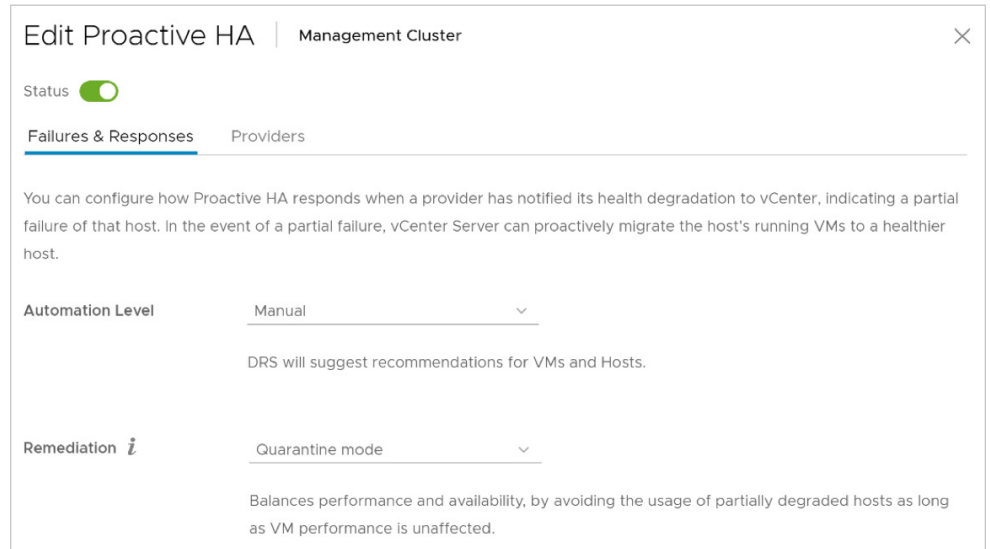 Edit Proactive HA | Management Cluster
Status
Failures & Responses Providers
You can configure how Proactive HA responds when a provider has notified its health degradation to vCenter, indicating a partial
failure of that host. In the event of a partial failure, vCenter Server can proactively migrate the host's running VMs to a healthier
host.
Automation Level Manual
DRS will suggest recommendations for VMs and Hosts.
Remediation i Quarantine mode
Balances performance and availability, by avoiding the usage of partially degraded hosts as long
as VM performance is unaffected.